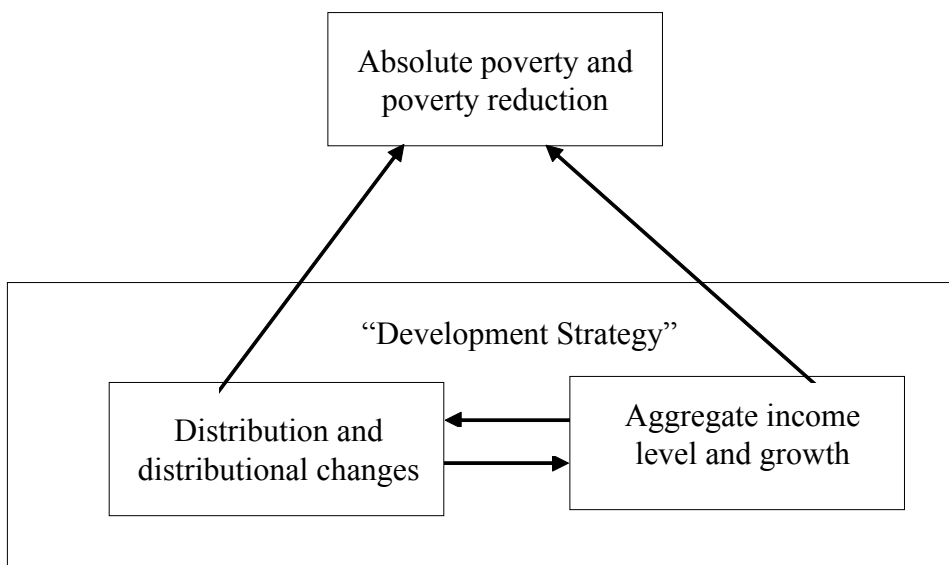 Absolute poverty and
poverty reduction
“Development Strategy”
Distribution and
distributional changes
Aggregate income
level and growth